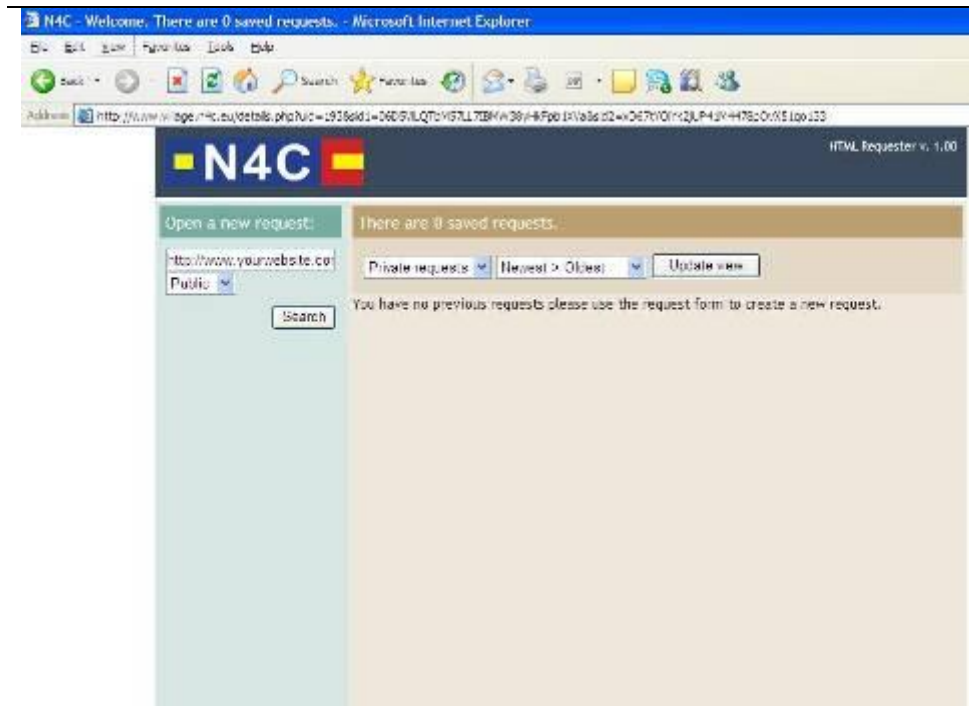 N4C - Welcome. There are 0 saved requests. - Microsoft Internet Explorer
File Edit View Favorites Tools Help
Back Search Favorites
Address
N4C
HTML Requester v. 1.00
Open a new request:
There are 0 saved requests.
http://www.yourwebsite.com
Private requests Newest > Oldest Update view
Public
You have no previous requests please use the request form to create a new request.
Search